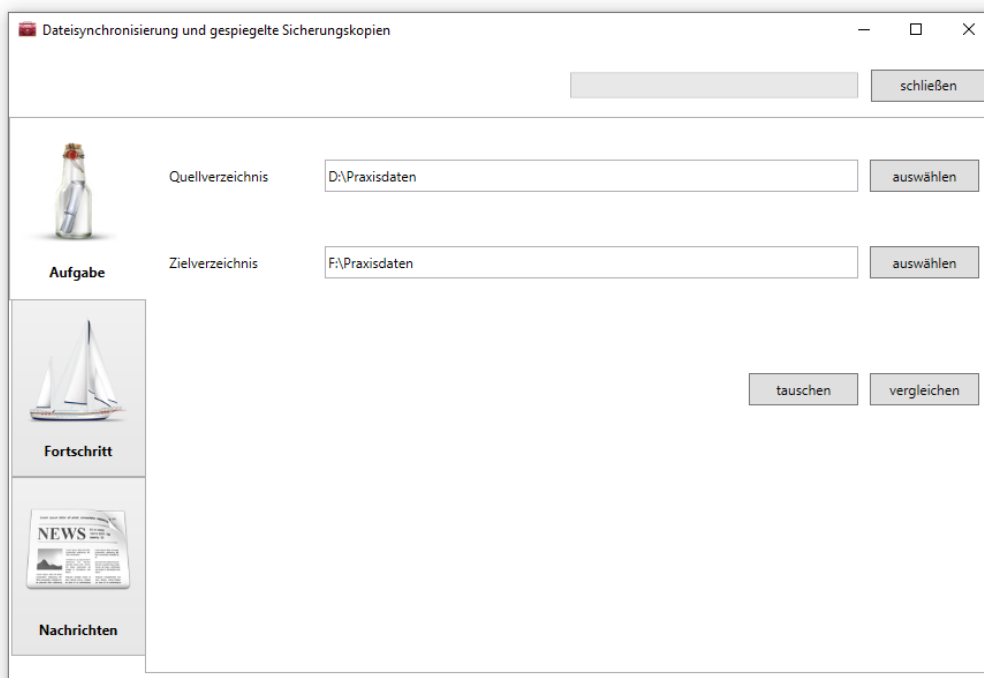 Dateisynchronisierung und gespiegelte Sicherungskopien
schließen
Quellverzeichnis D:\Praxisdaten auswählen
Zielverzeichnis F:\Praxisdaten auswählen
Aufgabe
tauschen vergleichen
Fortschritt
NEWS
Nachrichten